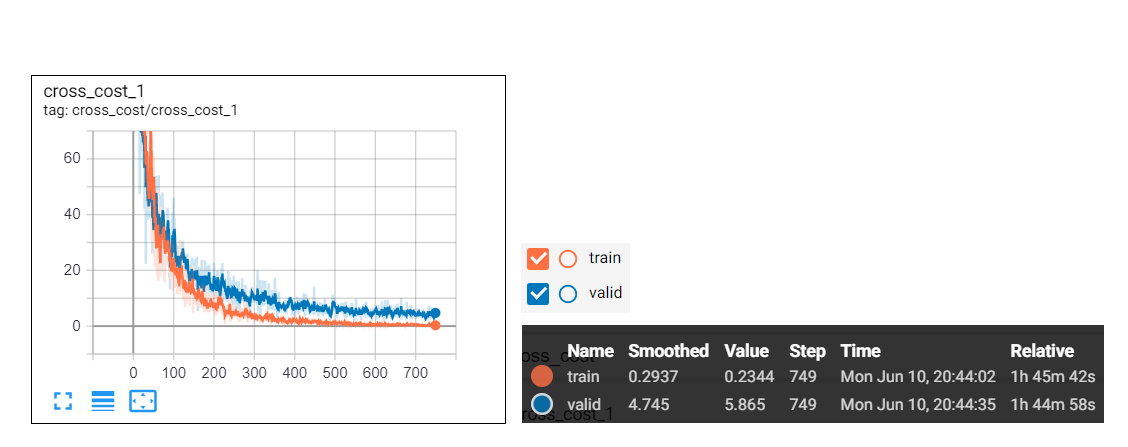 cross_cost_1
tag: cross_cost/cross_cost_1
60
40
20
0
0 100 200 300 400 500 600 700
train
valid
Name Smoothed Value Step Time Relative
train 0.2937 0.2344 749 Mon Jun 10, 20:44:02 1h 45m 42s
valid 4.745 5.865 749 Mon Jun 10, 20:44:35 1h 44m 58s